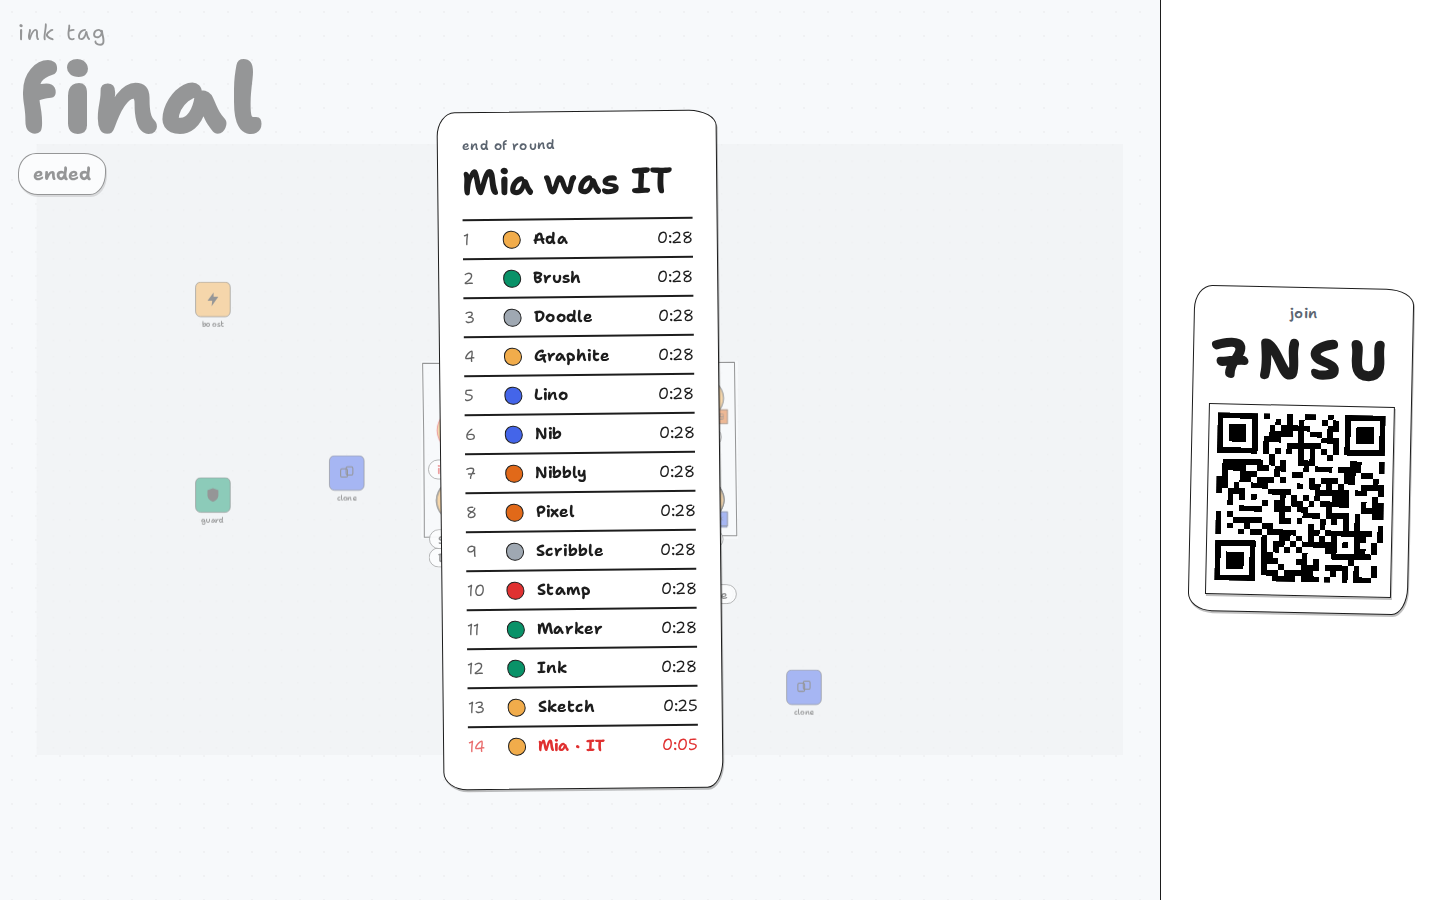 ink tag
final
ended
end of round
Mia was IT
1 Ada 0:28
2 Brush 0:28
3 Doodle 0:28
4 Graphite 0:28
5 Lino 0:28
6 Nib 0:28
7 Nibbly 0:28
8 Pixel 0:28
9 Scribble 0:28
10 Stamp 0:28
11 Marker 0:28
12 Ink 0:28
13 Sketch 0:25
14 Mia · IT 0:05
boost
guard
clone
clone
join
7NSU